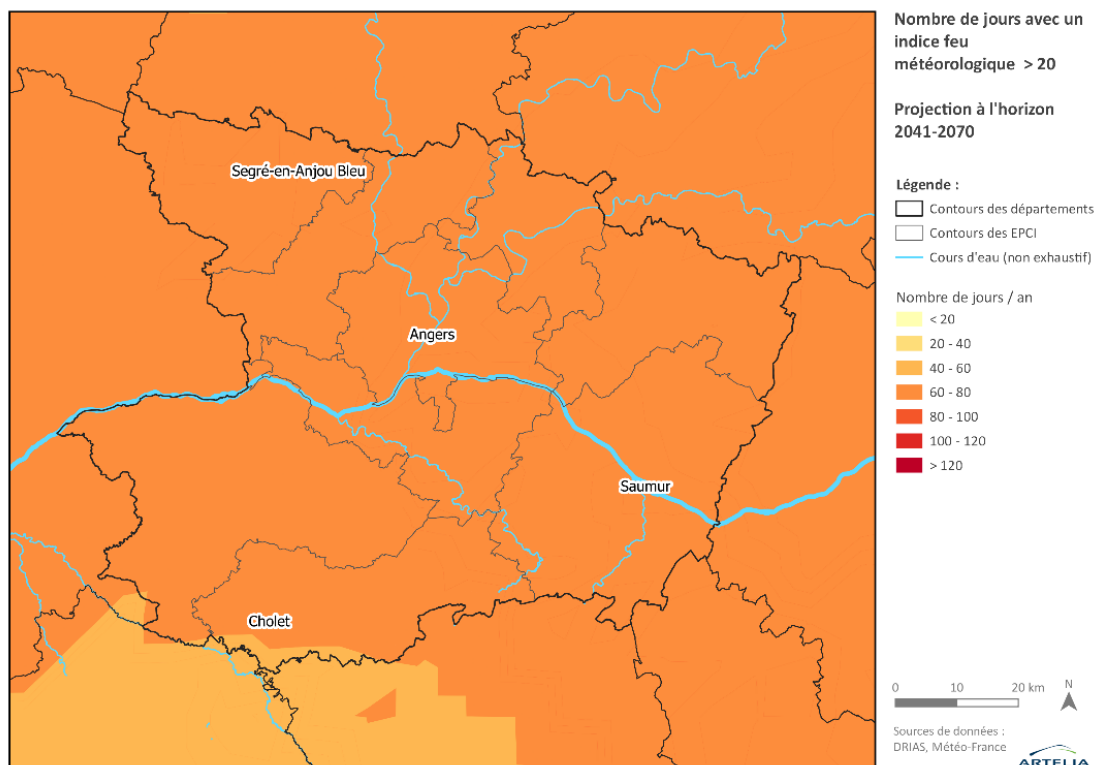 Nombre de jours avec un
indice feu
météorologique > 20
Projection à l'horizon
2041-2070
Légende :
Contours des départements
Contours des EPCI
Cours d'eau (non exhaustif)
Nombre de jours / an
< 20
20 - 40
40 - 60
60 - 80
80 - 100
100 - 120
> 120
Segré-en-Anjou Bleu
Angers
Saumur
Cholet
0 10 20 km N
Sources de données :
DRIAS, Météo-France
ARTELIA